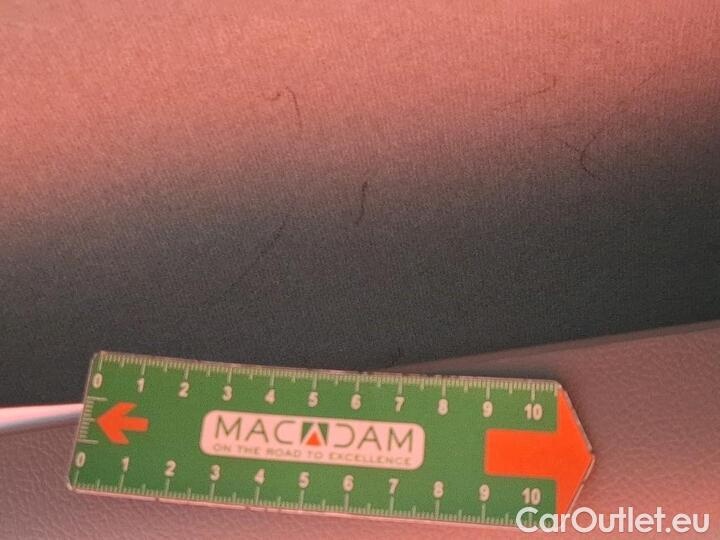 0 1 2 3 4 5 6 7 8 9 10
MACADAM
ON THE ROAD TO EXCELLENCE
0 1 2 3 4 5 6 7 8 9 10
CarOutlet.eu